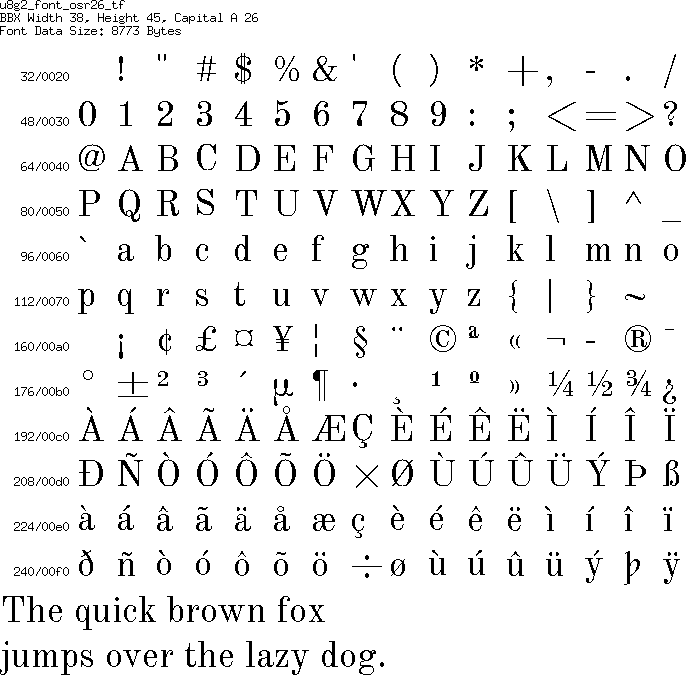 u8g2_font_osr26_tf
BBX Width 38, Height 45, Capital A 26
Font Data Size: 8773 Bytes
32/0020 ! " # $ % & ' ( ) * + , - . /
48/0030 0 1 2 3 4 5 6 7 8 9 : ; < = > ?
64/0040 @ A B C D E F G H I J K L M N O
80/0050 P Q R S T U V W X Y Z [ \ ] ^ _
96/0060 ` a b c d e f g h i j k l m n o
112/0070 p q r s t u v w x y z { | } ~
160/00a0 ¡ ¢ £ ¤ ¥ ¦ § ¨ © ª « ¬ - ® ¯
176/00b0 ° ± ² ³ ´ µ ¶ · ¸ ¹ º » ¼ ½ ¾ ¿
192/00c0 À Á Â Ã Ä Å Æ Ç È É Ê Ë Ì Í Î Ï
208/00d0 Ð Ñ Ò Ó Ô Õ Ö × Ø Ù Ú Û Ü Ý Þ ß
224/00e0 à á â ã ä å æ ç è é ê ë ì í î ï
240/00f0 ð ñ ò ó ô õ ö ÷ ø ù ú û ü ý þ ÿ
The quick brown fox
jumps over the lazy dog.